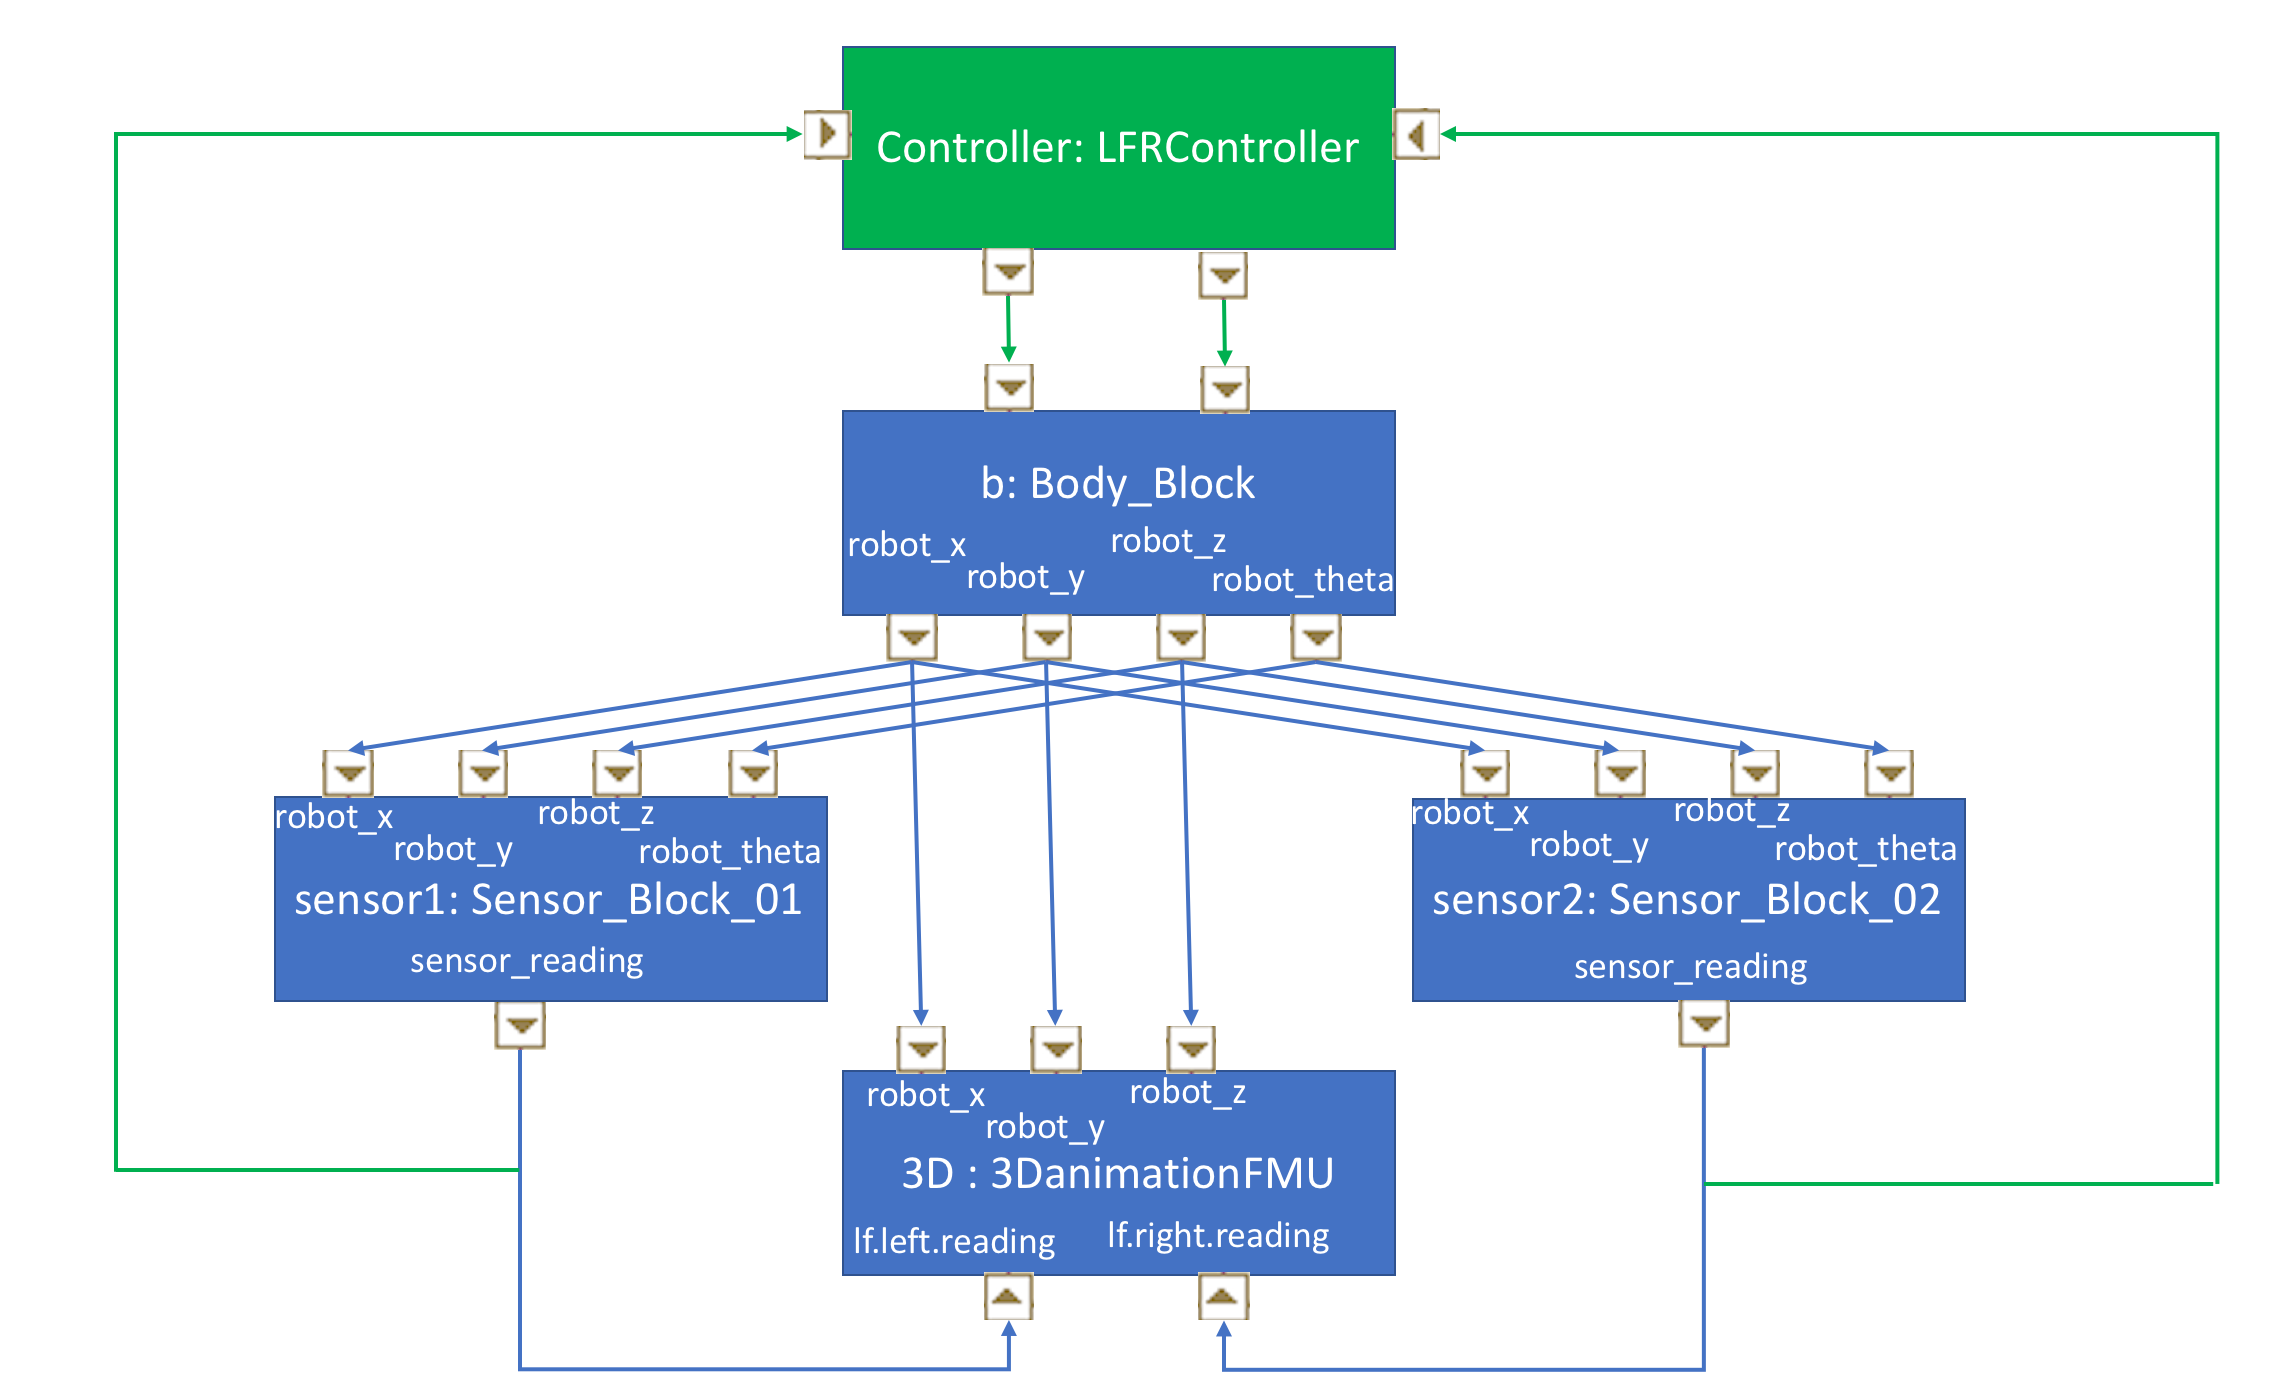 Controller: LFRController
b: Body_Block
robot_x
robot_y
robot_z
robot_theta
robot_x
robot_y
robot_z
robot_theta
sensor1: Sensor_Block_01
sensor_reading
robot_x
robot_y
robot_z
robot_theta
sensor2: Sensor_Block_02
sensor_reading
robot_x
robot_y
robot_z
3D : 3DanimationFMU
lf.left.reading
lf.right.reading